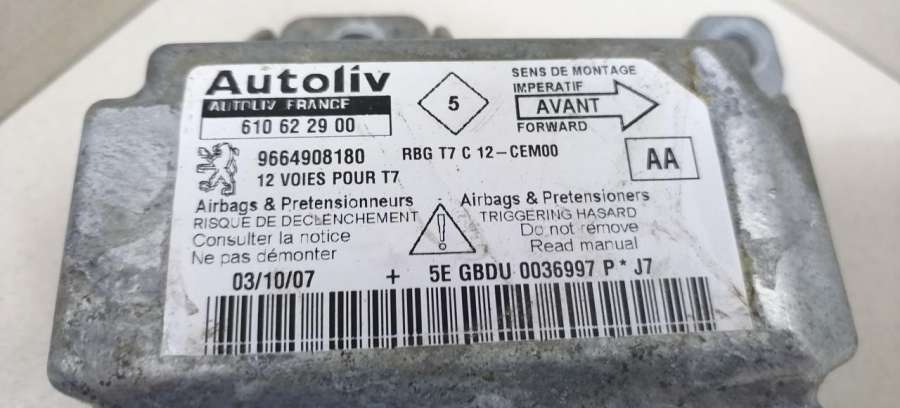 Autoliv
AUTOLIV FRANCE
610 62 29 00
5
SENS DE MONTAGE
IMPERATIF
AVANT
FORWARD
9664908180
RBG T7 C 12-CEM00
AA
12 VOIES POUR T7
Airbags & Pretensionneurs
RISQUE DE DECLENCHEMENT
Consulter la notice
Ne pas démonter
Airbags & Pretensioners
TRIGGERING HASARD
Do not remove
Read manual
03/10/07 + 5E GBDU 0036997 P * J7